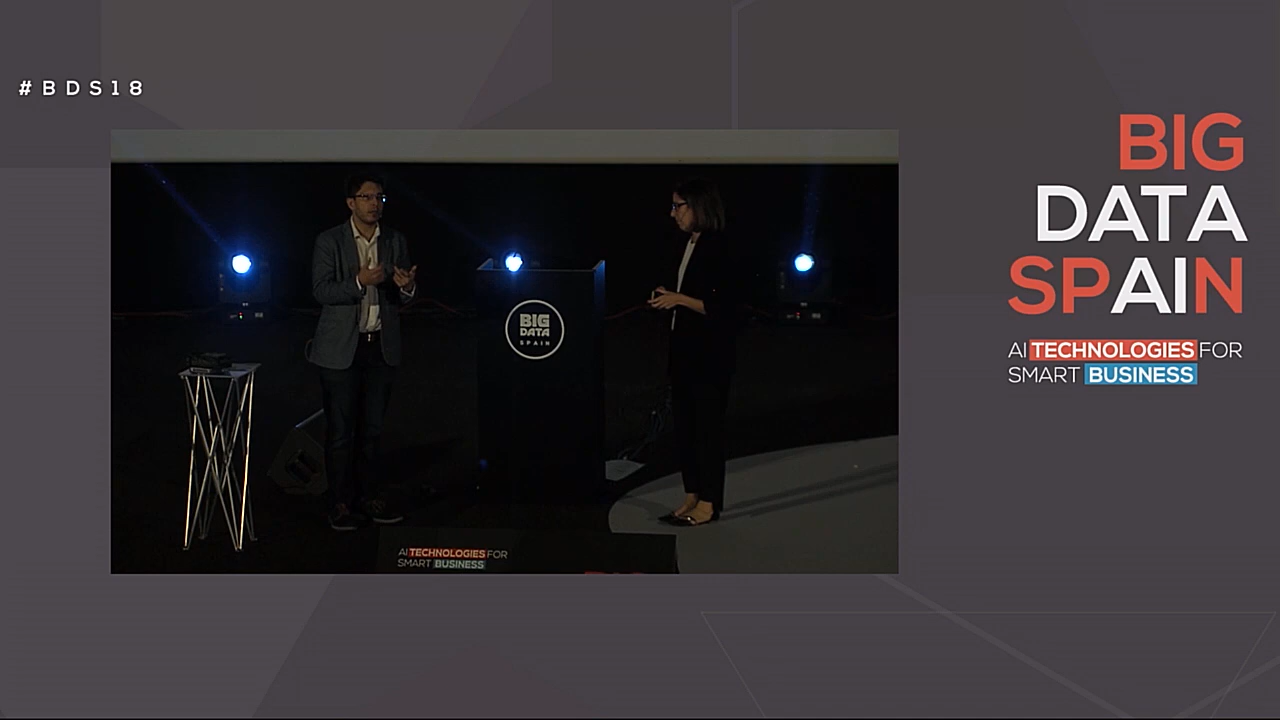 #BDS18
BIG
DATA
SPAIN
AI TECHNOLOGIES FOR
SMART BUSINESS
BIG
DATA
SPAIN
AI TECHNOLOGIES FOR
SMART BUSINESS